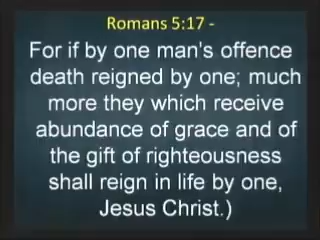 Romans 5:17 -
For if by one man's offence
death reigned by one; much
more they which receive
abundance of grace and of
the gift of righteousness
shall reign in life by one,
Jesus Christ.)